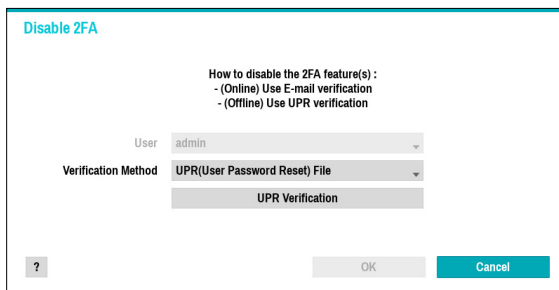 Disable 2FA
How to disable the 2FA feature(s) :
- (Online) Use E-mail verification
- (Offline) Use UPR verification
User admin
Verification Method UPR(User Password Reset) File
UPR Verification
? OK Cancel